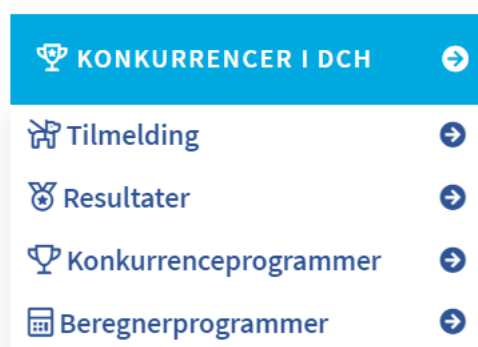 KONKURRENCER I DCH
Tilmelding
Resultater
Konkurrenceprogrammer
Beregnerprogrammer